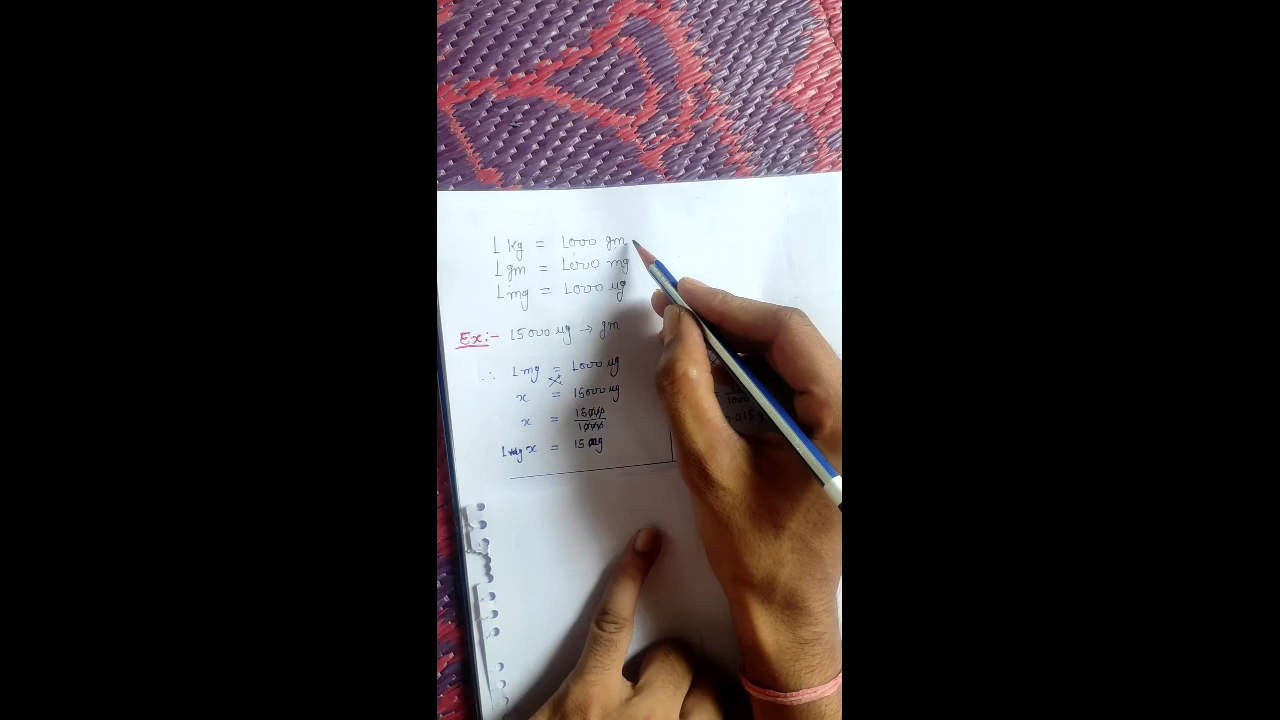 1 Kg = 1000 gm
1 gm = 1000 mg
1 mg = 1000 µg
Ex:- 15000 µg → gm
∴ 1 mg = 1000 µg
x = 15000 µg
x = 15000/1000
x = 15 mg